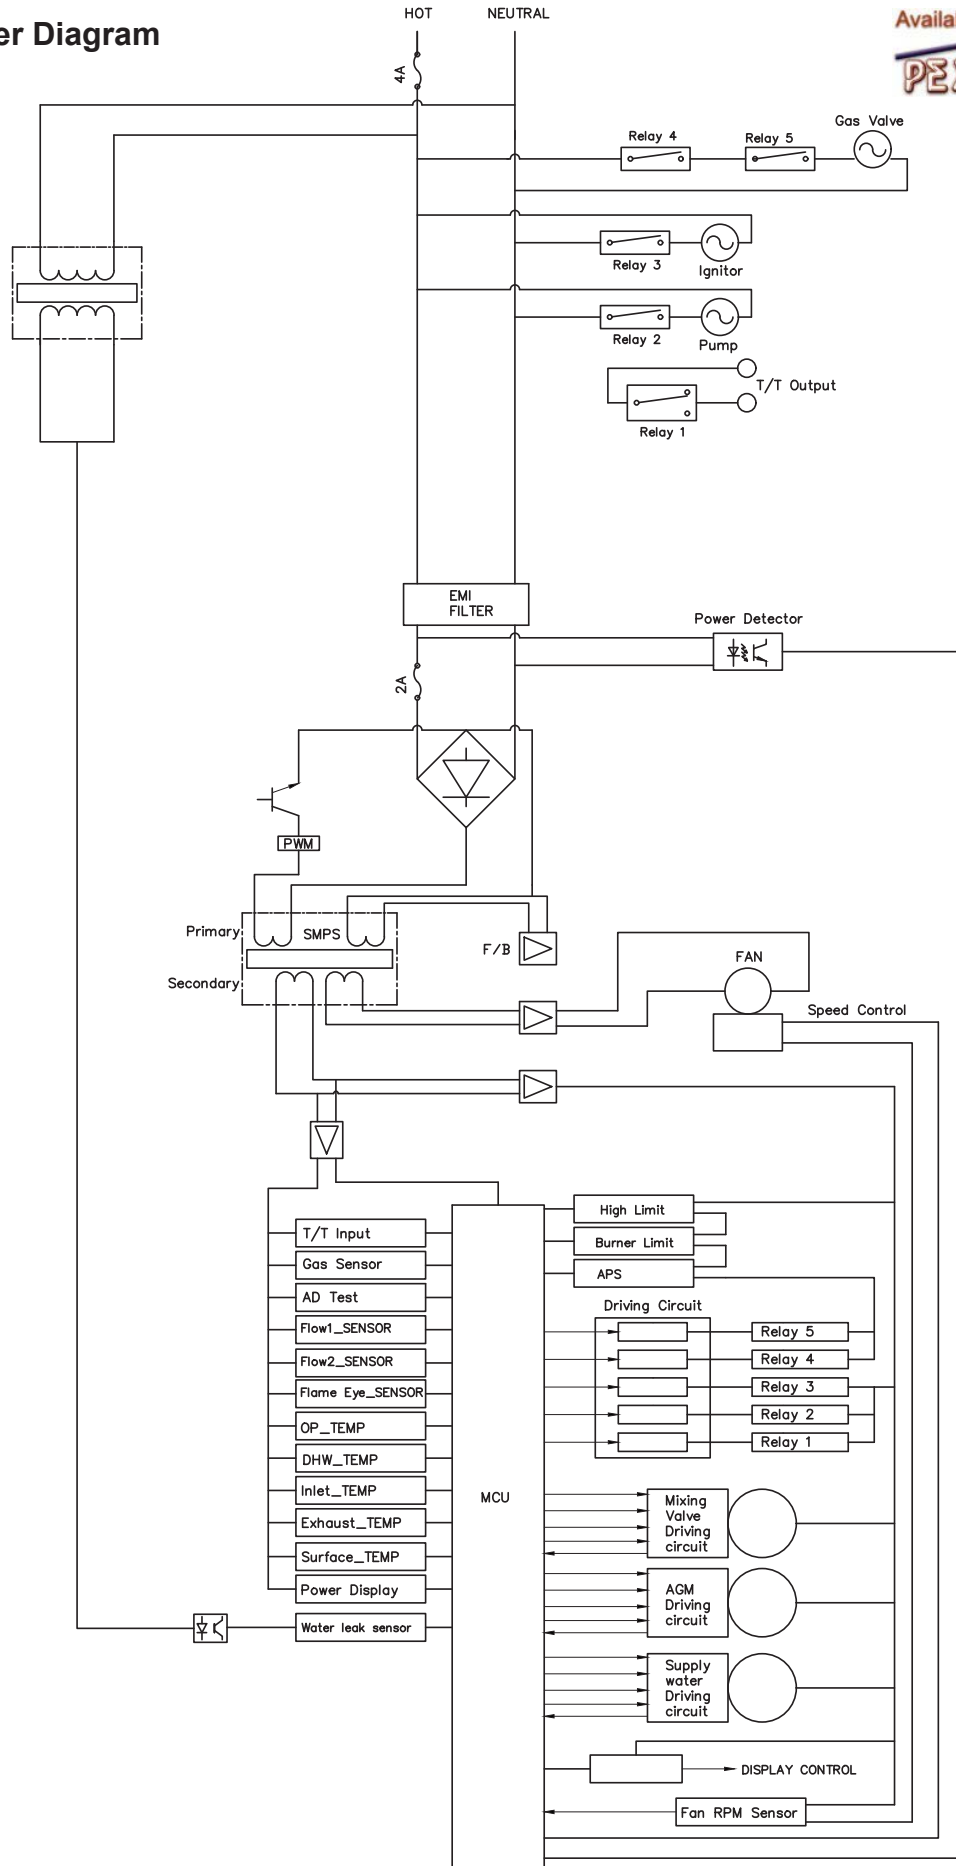 HOT
NEUTRAL
er Diagram
Availa
PEX
4A
Gas Valve
Relay 4
Relay 5
Relay 3
Ignitor
Relay 2
Pump
T/T Output
Relay 1
EMI
FILTER
Power Detector
2A
PWM
Primary
SMPS
F/B
Secondary
FAN
Speed Control
High Limit
Burner Limit
APS
T/T Input
Gas Sensor
AD Test
Flow1_SENSOR
Flow2_SENSOR
Flame Eye_SENSOR
OP_TEMP
DHW_TEMP
Inlet_TEMP
Exhaust_TEMP
Surface_TEMP
Power Display
Water leak sensor
MCU
Driving Circuit
Relay 5
Relay 4
Relay 3
Relay 2
Relay 1
Mixing
Valve
Driving
circuit
AGM
Driving
circuit
Supply
water
Driving
circuit
DISPLAY CONTROL
Fan RPM Sensor